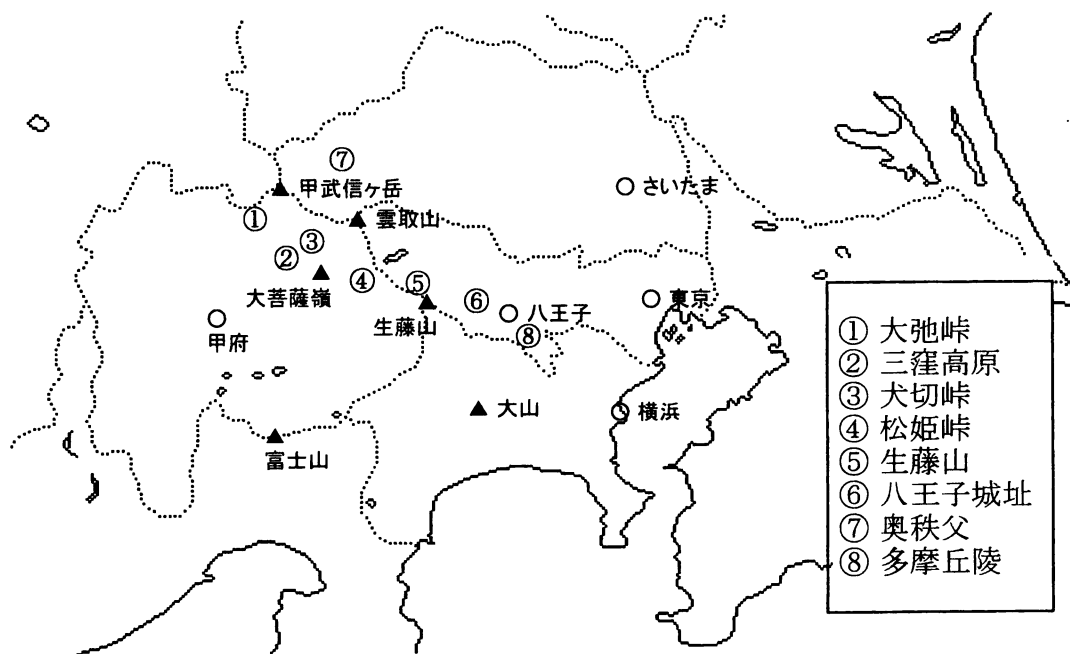 ⑦
甲武信ヶ岳
さいたま
①
雲取山
③
②
大菩薩嶺
④
⑤
生藤山
⑥
八王子
東京
⑧
甲府
大山
横浜
富士山
① 大弛峠
② 三窪高原
③ 犬切峠
④ 松姫峠
⑤ 生藤山
⑥ 八王子城址
⑦ 奥秩父
⑧ 多摩丘陵